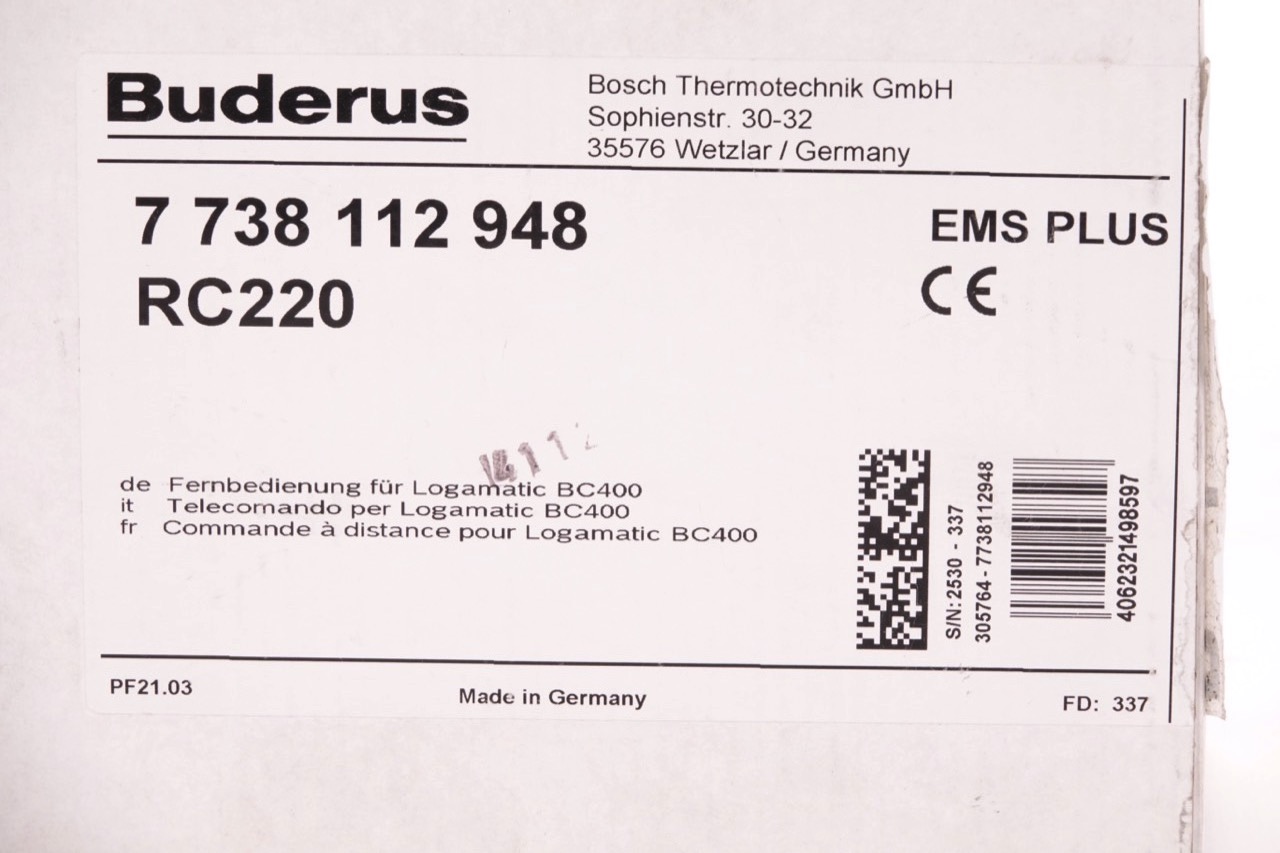 Buderus
Bosch Thermotechnik GmbH
Sophienstr. 30-32
35576 Wetzlar / Germany
7 738 112 948
EMS PLUS
RC220
CE
de Fernbedienung für Logamatic BC400
it Telecomando per Logamatic BC400
fr Commande à distance pour Logamatic BC400
S/N:2530 - 337
305764-7738112948
4062321498597
PF21.03
Made in Germany
FD: 337